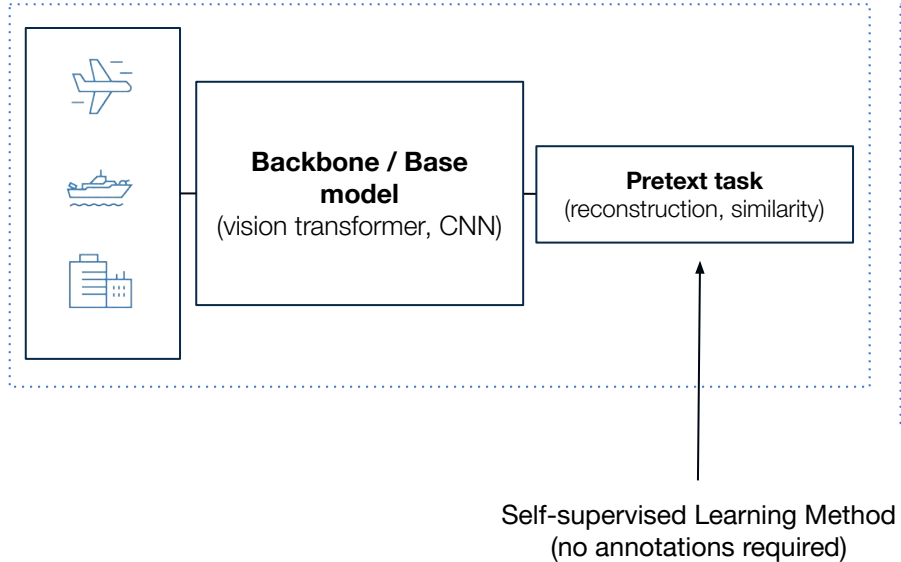 Backbone / Base
model
(vision transformer, CNN)
Pretext task
(reconstruction, similarity)
Self-supervised Learning Method
(no annotations required)